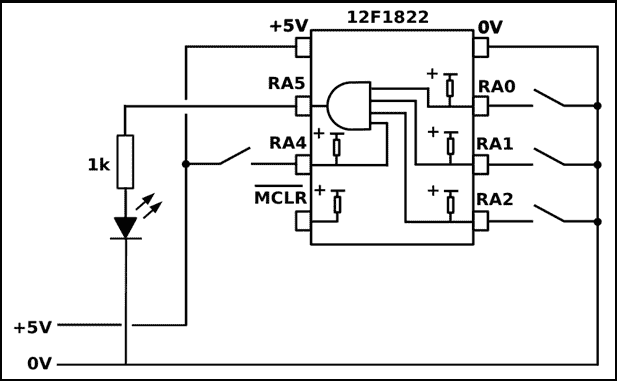 12F1822
+5V
0V
RA5
+
RA0
+
RA4
+
RA1
1k
MCLR
+
+
RA2
+5V
0V